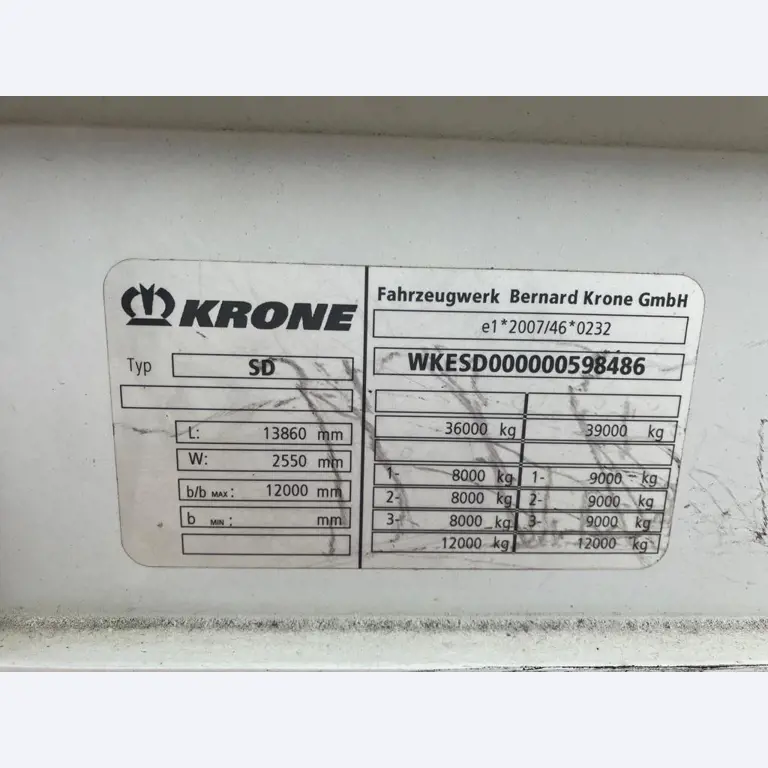 KRONE
Typ SD
L: 13860 mm
W: 2550 mm
b/b MAX: 12000 mm
b MIN: mm
Fahrzeugwerk Bernard Krone GmbH
e1*2007/46*0232
WKESD000000598486
36000 kg 39000 kg
1- 8000 kg 1- 9000 kg
2- 8000 kg 2- 9000 kg
3- 8000 kg 3- 9000 kg
12000 kg 12000 kg